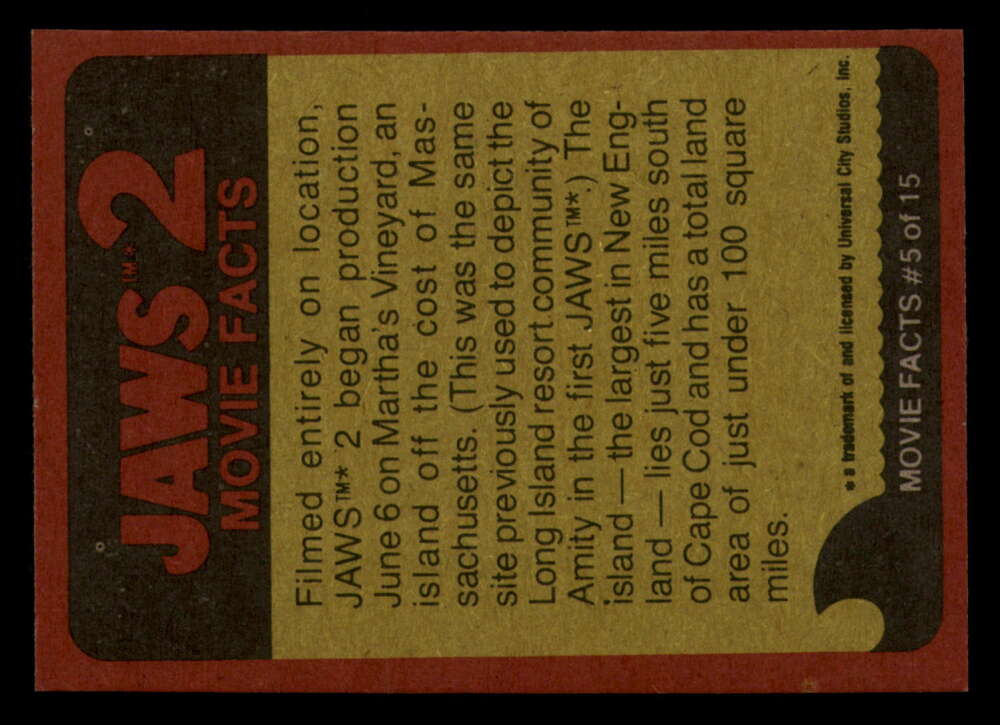 JAWS™*2
MOVIE FACTS
Filmed entirely on location,
JAWS™* 2 began production
June 6 on Martha's Vineyard, an
island off the cost of Mas-
sachusetts. (This was the same
site previously used to depict the
Long Island resort community of
Amity in the first JAWS™*.) The
island — the largest in New Eng-
land — lies just five miles south
of Cape Cod and has a total land
area of just under 100 square
miles.
* a trademark of and licensed by Universal City Studios, Inc.
MOVIE FACTS #5 of 15